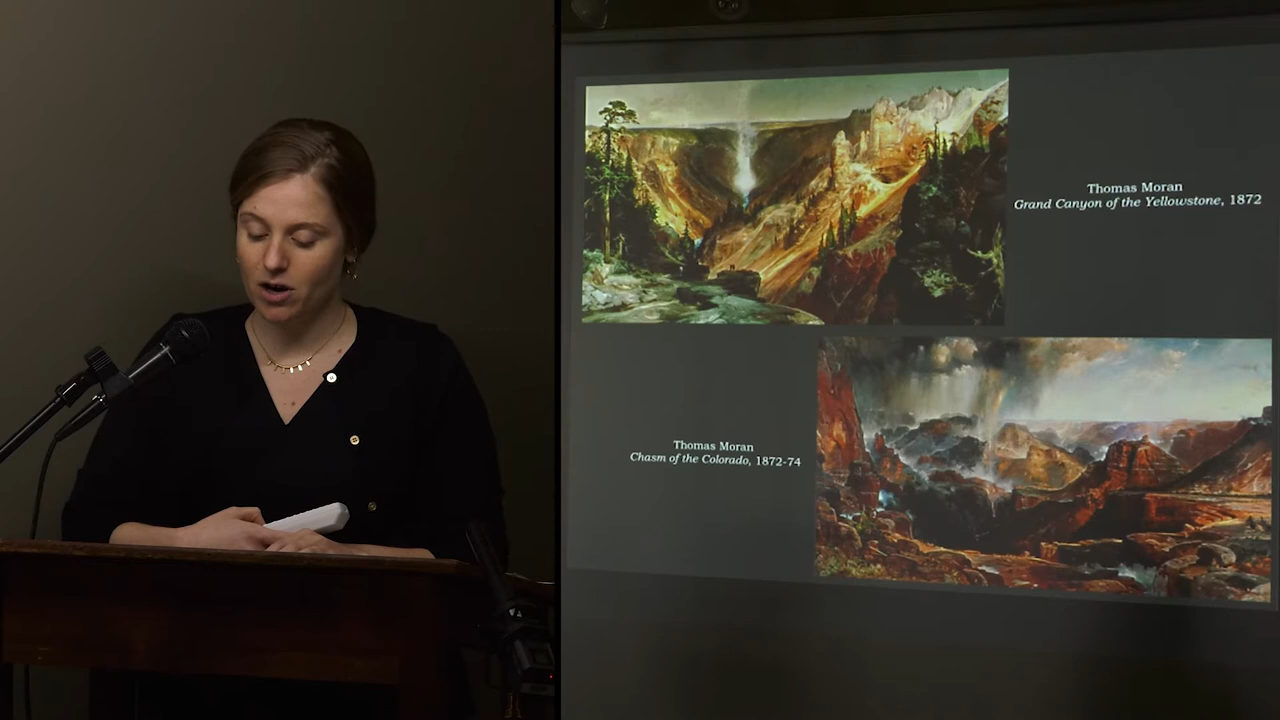 Thomas Moran
Grand Canyon of the Yellowstone, 1872
Thomas Moran
Chasm of the Colorado, 1872-74